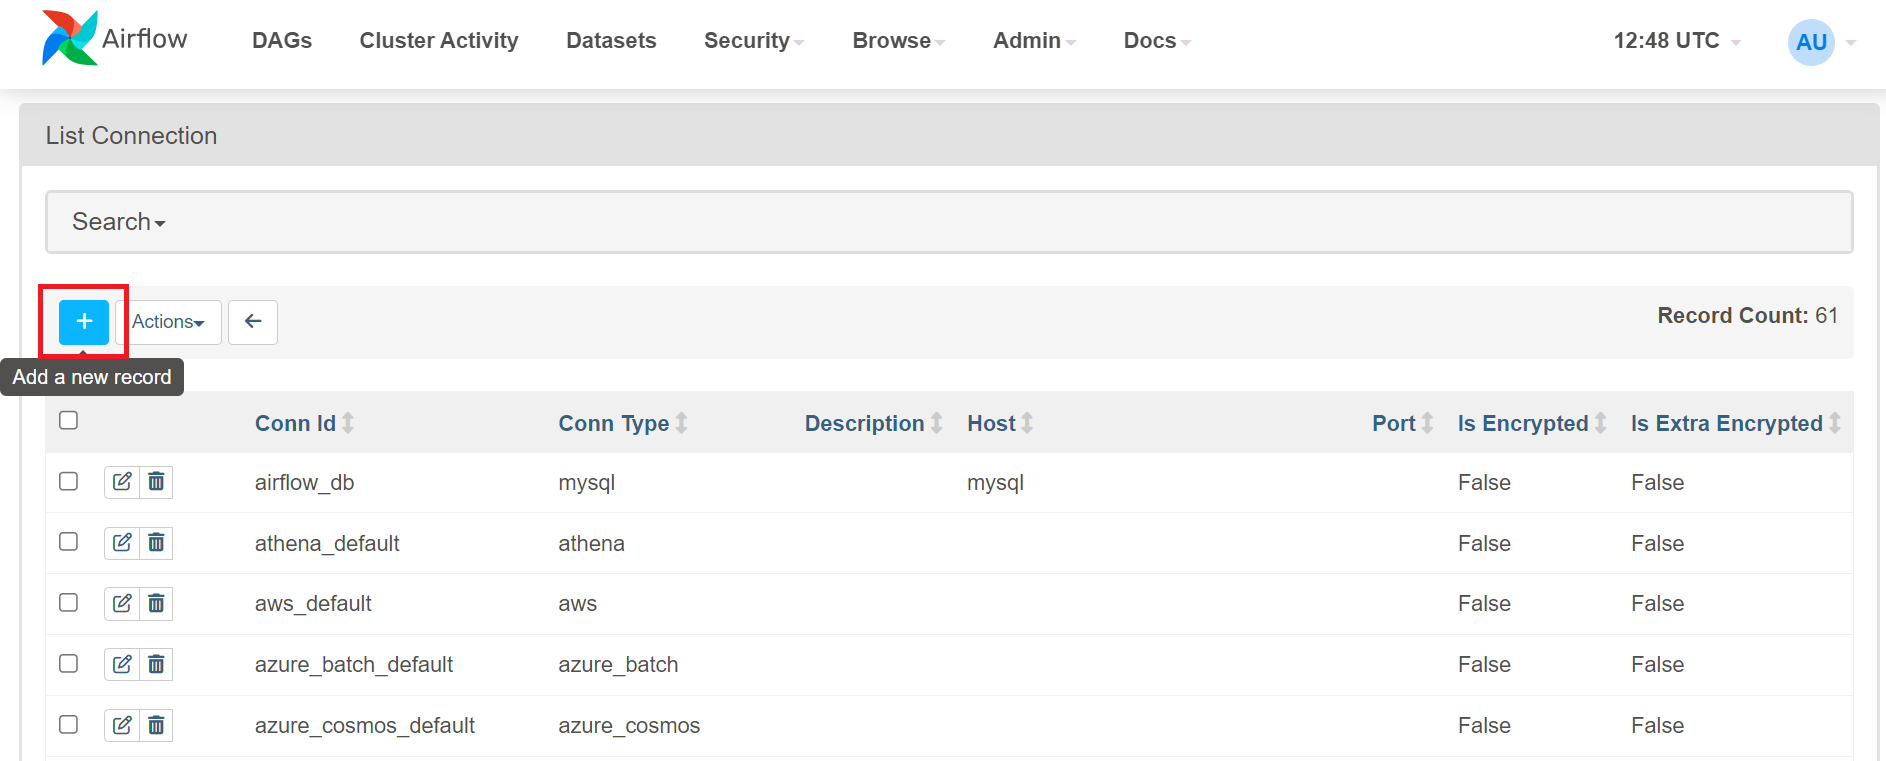 Airflow DAGs Cluster Activity Datasets Security Browse Admin Docs 12:48 UTC AU
List Connection
Search
+ Actions Record Count: 61
Add a new record
Conn Id Conn Type Description Host Port Is Encrypted Is Extra Encrypted
airflow_db mysql mysql False False
athena_default athena False False
aws_default aws False False
azure_batch_default azure_batch False False
azure_cosmos_default azure_cosmos False False